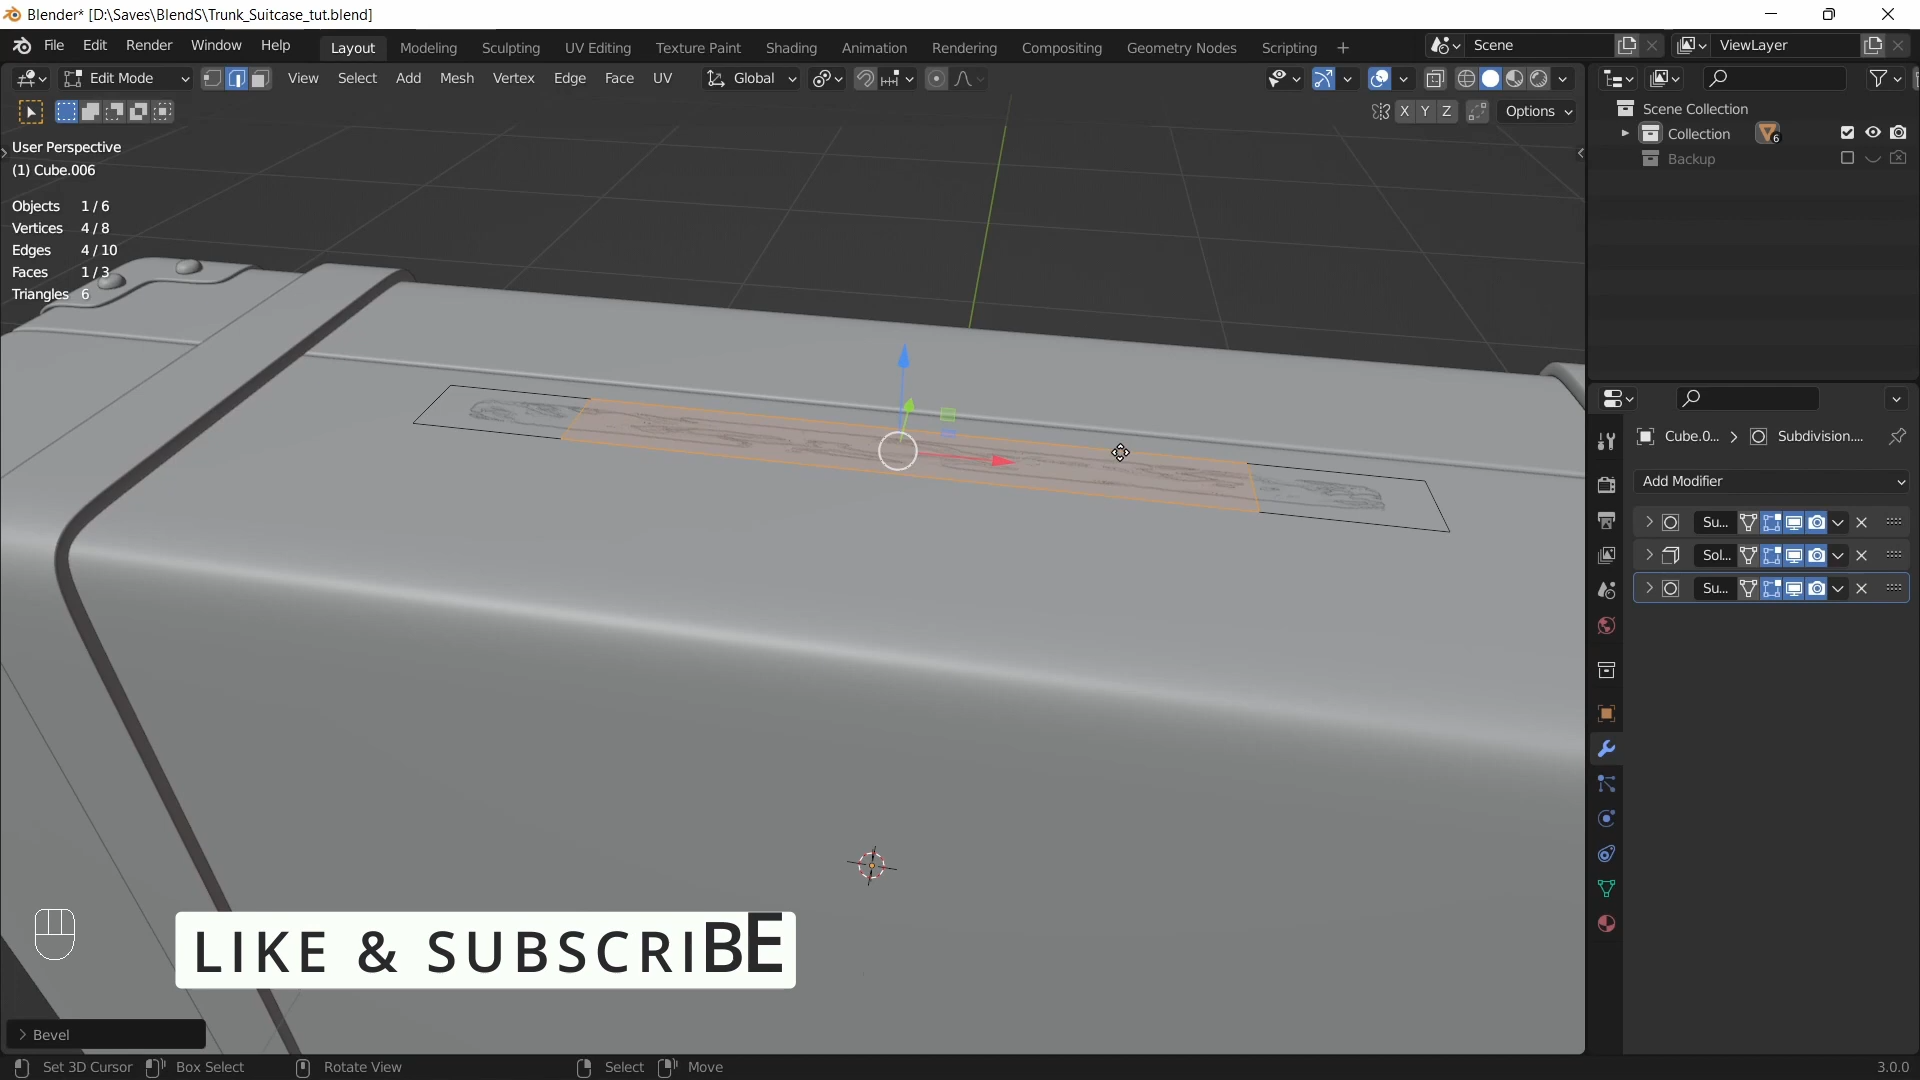 Blender* [D:\Saves\BlendS\Trunk_Suitcase_tut.blend]
File Edit Render Window Help Layout Modeling Sculpting UV Editing Texture Paint Shading Animation Rendering Compositing Geometry Nodes Scripting + Scene ViewLayer
Edit Mode View Select Add Mesh Vertex Edge Face UV Global
X Y Z Options
Scene Collection
Collection 6
Backup
User Perspective
(1) Cube.006
Objects 1/6
Vertices 4/8
Edges 4/10
Faces 1/3
Triangles 6
Cube.0... > Subdivision....
Add Modifier
Su...
Sol...
Su...
LIKE & SUBSCRIBE
> Bevel
Set 3D Cursor Box Select Rotate View Select Move 3.0.0